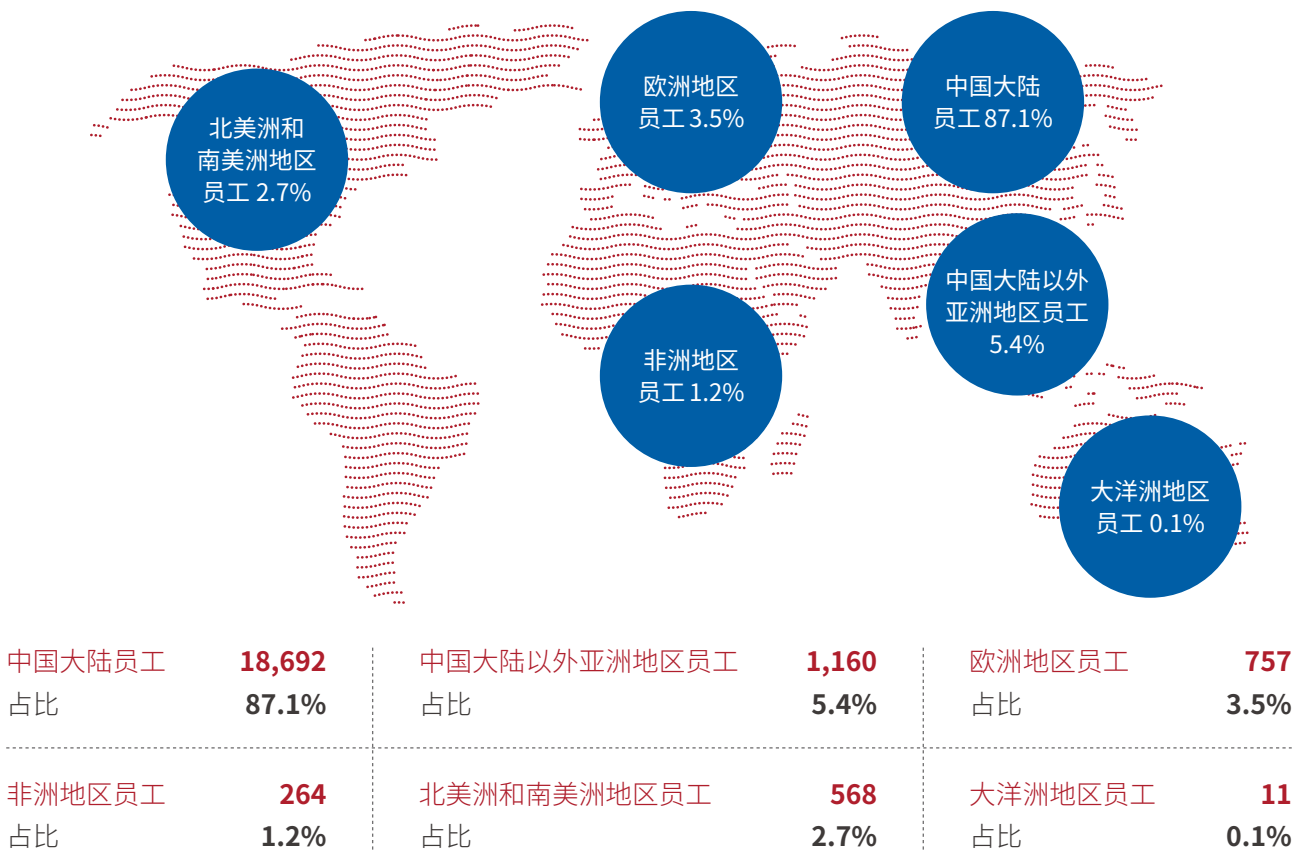 欧洲地区
员工 3.5%
中国大陆
员工 87.1%
北美洲和
南美洲地区
员工 2.7%
中国大陆以外
亚洲地区员工
5.4%
非洲地区
员工 1.2%
大洋洲地区
员工 0.1%
中国大陆员工 18,692
占比 87.1%
中国大陆以外亚洲地区员工 1,160
占比 5.4%
欧洲地区员工 757
占比 3.5%
非洲地区员工 264
占比 1.2%
北美洲和南美洲地区员工 568
占比 2.7%
大洋洲地区员工 11
占比 0.1%